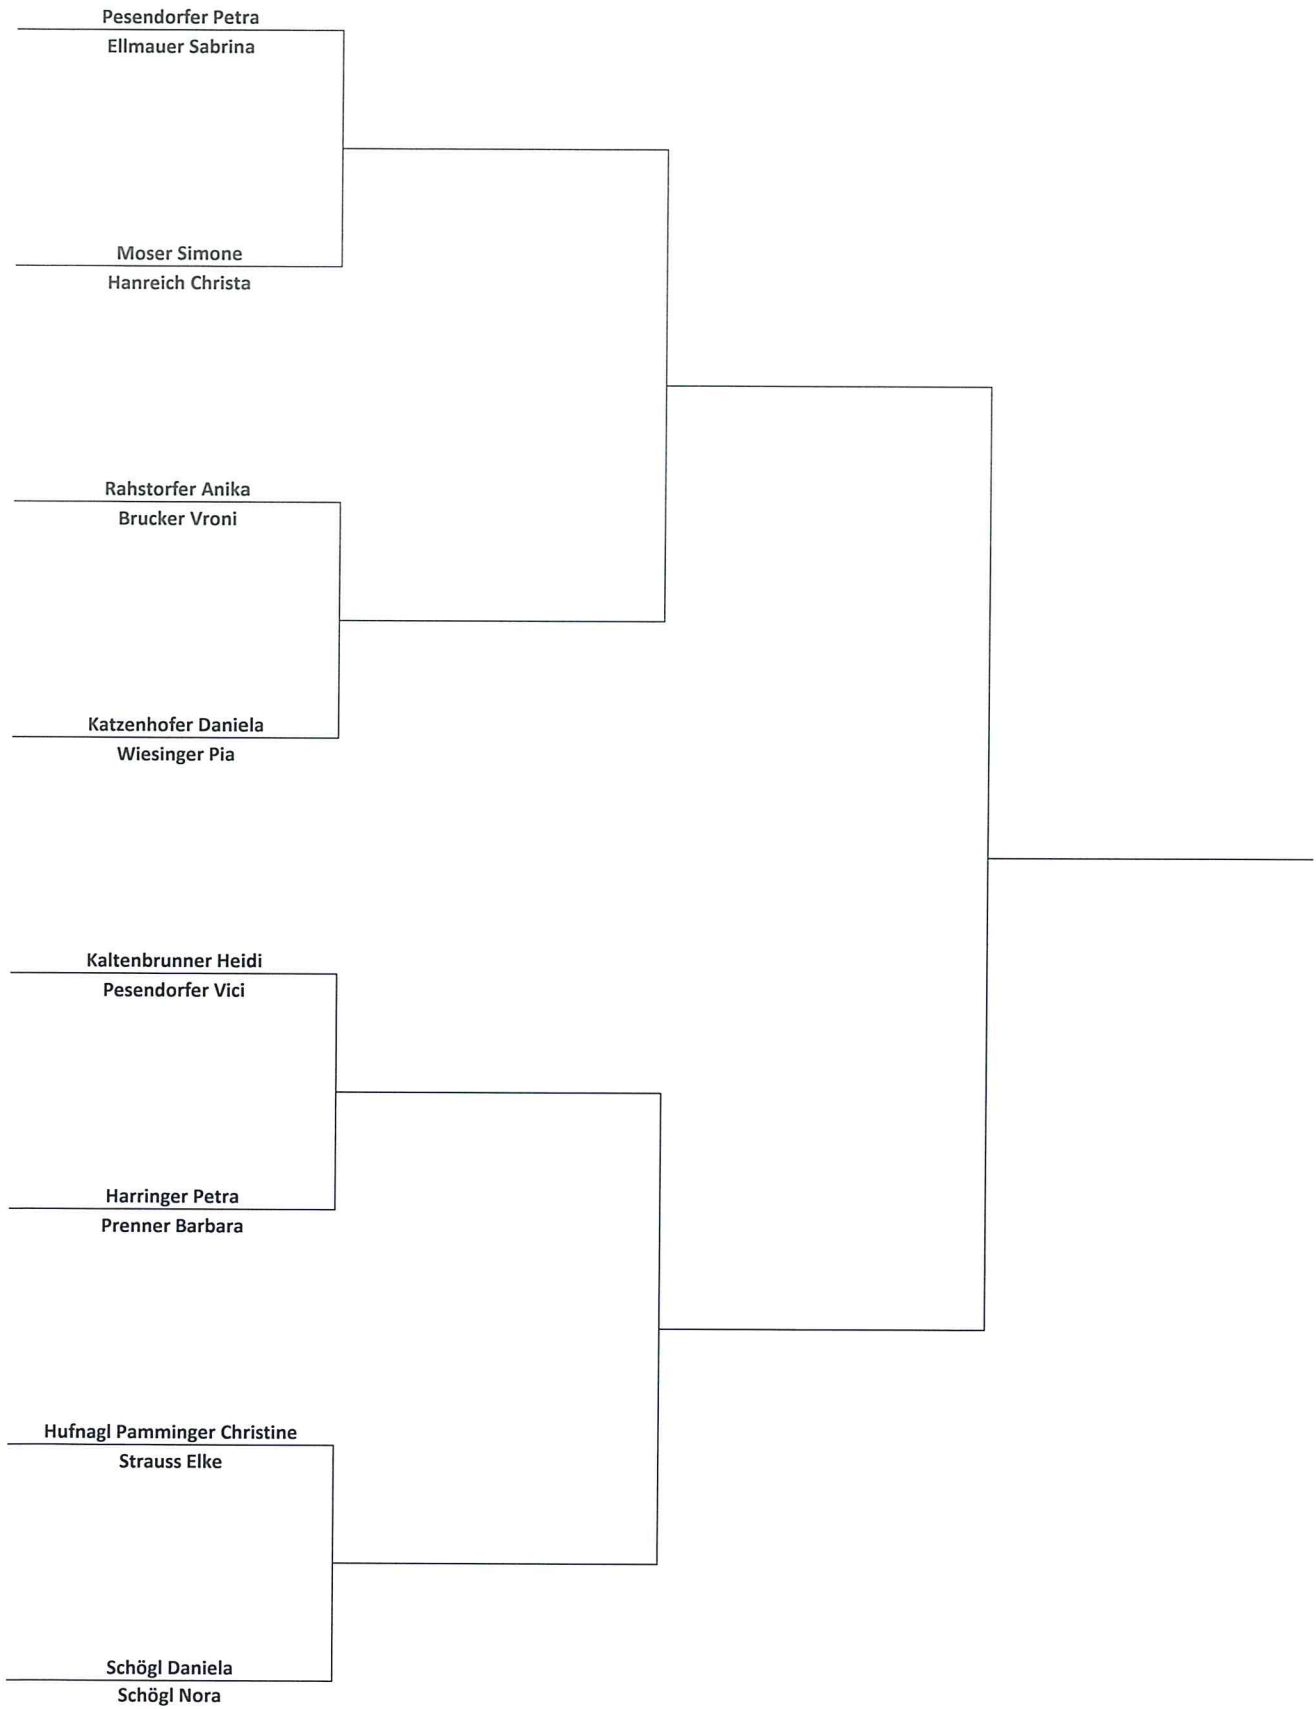 Pesendorfer Petra
Ellmauer Sabrina
Moser Simone
Hanreich Christa
Rahstorfer Anika
Brucker Vroni
Katzenhofer Daniela
Wiesinger Pia
Kaltenbrunner Heidi
Pesendorfer Vici
Harringer Petra
Prenner Barbara
Hufnagl Pamminger Christine
Strauss Elke
Schögl Daniela
Schögl Nora